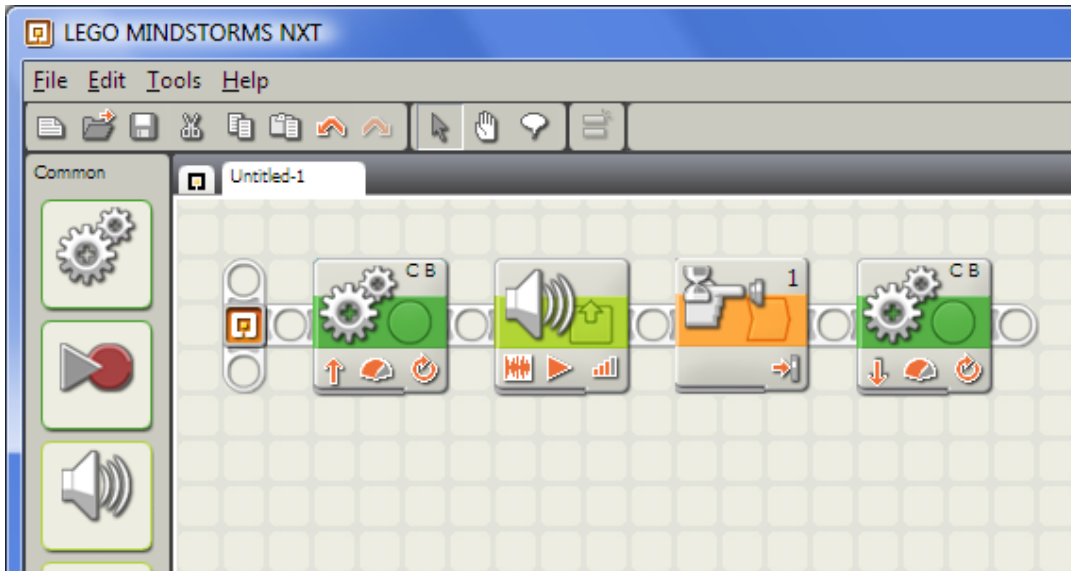 LEGO MINDSTORMS NXT
File Edit Tools Help
Common
Untitled-1
C B
1
C B